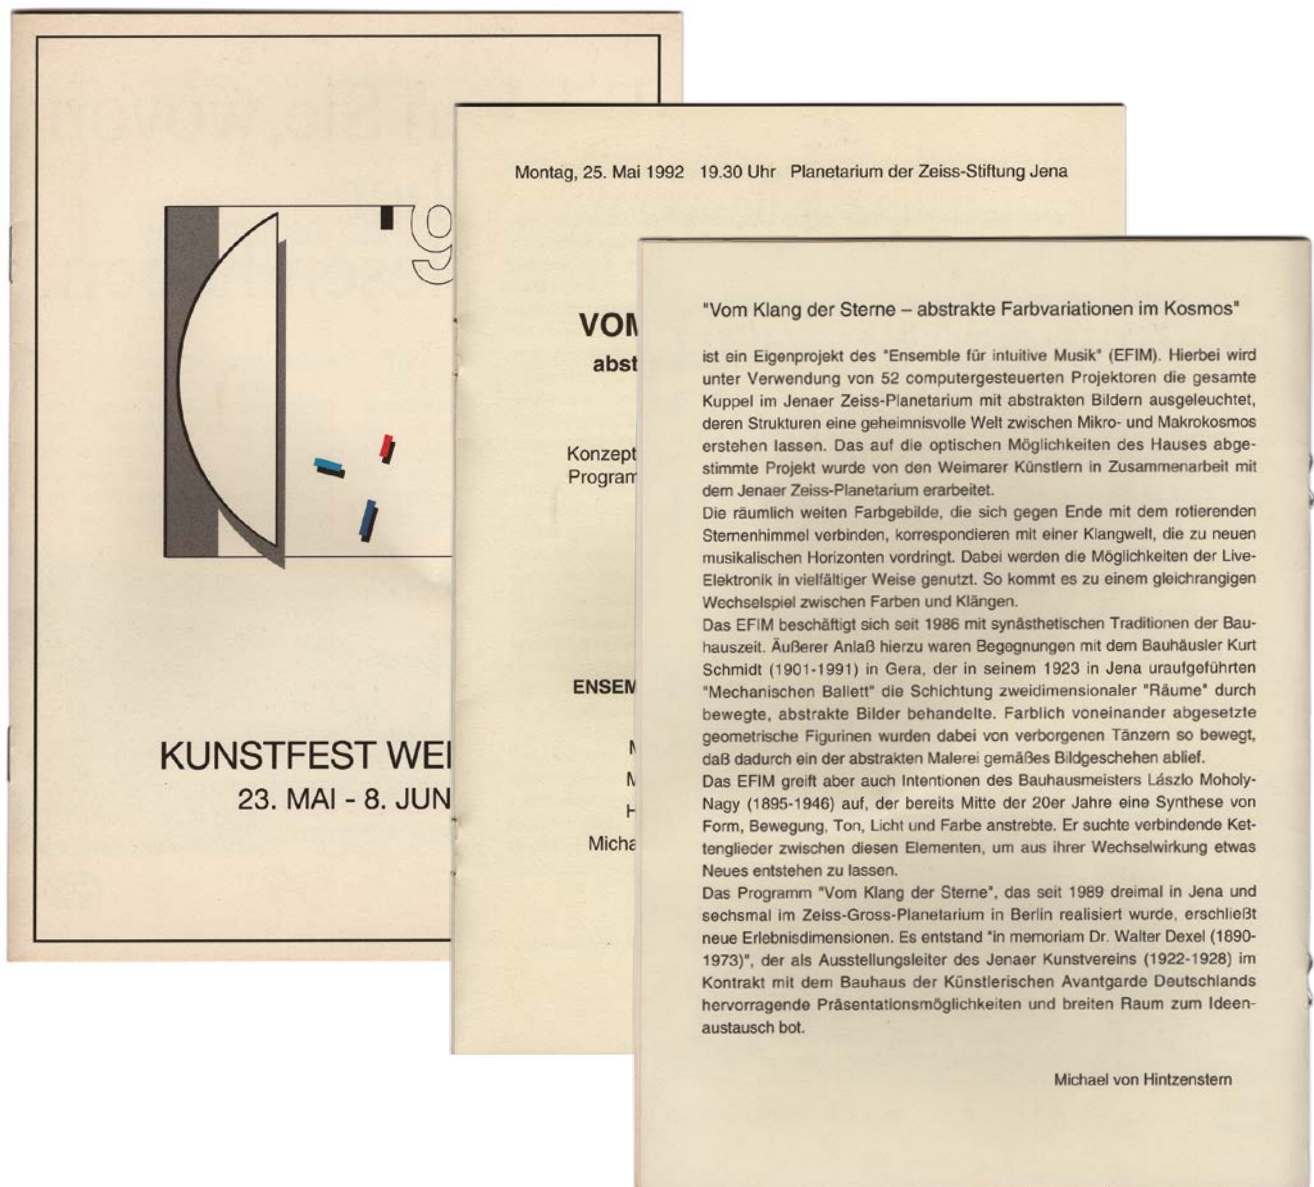 '9
KUNSTFEST WEI
23. MAI - 8. JUN
Montag, 25. Mai 1992 19.30 Uhr Planetarium der Zeiss-Stiftung Jena
VOM
abst
Konzept
Program
ENSEM
M
M
H
Micha
"Vom Klang der Sterne – abstrakte Farbvariationen im Kosmos"
ist ein Eigenprojekt des "Ensemble für intuitive Musik" (EFIM). Hierbei wird
unter Verwendung von 52 computergesteuerten Projektoren die gesamte
Kuppel im Jenaer Zeiss-Planetarium mit abstrakten Bildern ausgeleuchtet,
deren Strukturen eine geheimnisvolle Welt zwischen Mikro- und Makrokosmos
erstehen lassen. Das auf die optischen Möglichkeiten des Hauses abge-
stimmte Projekt wurde von den Weimarer Künstlern in Zusammenarbeit mit
dem Jenaer Zeiss-Planetarium erarbeitet.
Die räumlich weiten Farbgebilde, die sich gegen Ende mit dem rotierenden
Sternenhimmel verbinden, korrespondieren mit einer Klangwelt, die zu neuen
musikalischen Horizonten vordringt. Dabei werden die Möglichkeiten der Live-
Elektronik in vielfältiger Weise genutzt. So kommt es zu einem gleichrangigen
Wechselspiel zwischen Farben und Klängen.
Das EFIM beschäftigt sich seit 1986 mit synästhetischen Traditionen der Bau-
hauszeit. Äußerer Anlaß hierzu waren Begegnungen mit dem Bauhäusler Kurt
Schmidt (1901-1991) in Gera, der in seinem 1923 in Jena uraufgeführten
"Mechanischen Ballett" die Schichtung zweidimensionaler "Räume" durch
bewegte, abstrakte Bilder behandelte. Farblich voneinander abgesetzte
geometrische Figurinen wurden dabei von verborgenen Tänzern so bewegt,
daß dadurch ein der abstrakten Malerei gemäßes Bildgeschehen ablief.
Das EFIM greift aber auch Intentionen des Bauhausmeisters Lászlo Moholy-
Nagy (1895-1946) auf, der bereits Mitte der 20er Jahre eine Synthese von
Form, Bewegung, Ton, Licht und Farbe anstrebte. Er suchte verbindende Ket-
tenglieder zwischen diesen Elementen, um aus ihrer Wechselwirkung etwas
Neues entstehen zu lassen.
Das Programm "Vom Klang der Sterne", das seit 1989 dreimal in Jena und
sechsmal im Zeiss-Gross-Planetarium in Berlin realisiert wurde, erschließt
neue Erlebnisdimensionen. Es entstand "in memoriam Dr. Walter Dexel (1890-
1973)", der als Ausstellungsleiter des Jenaer Kunstvereins (1922-1928) im
Kontrakt mit dem Bauhaus der Künstlerischen Avantgarde Deutschlands
hervorragende Präsentationsmöglichkeiten und breiten Raum zum Ideen-
austausch bot.
Michael von Hintzenstern